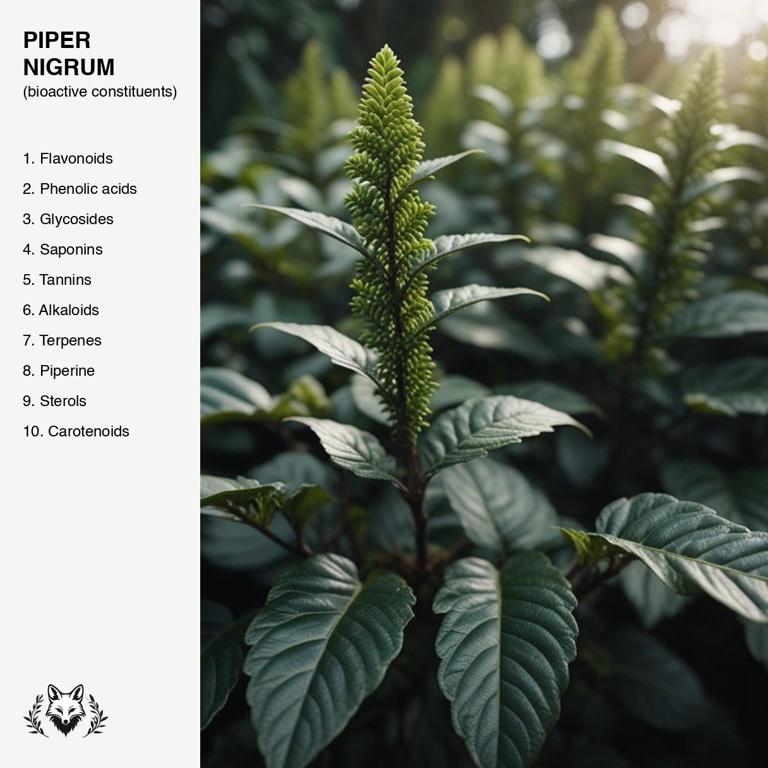 PIPER
NIGRUM
(bioactive constituents)
1. Flavonoids
2. Phenolic acids
3. Glycosides
4. Saponins
5. Tannins
6. Alkaloids
7. Terpenes
8. Piperine
9. Sterols
10. Carotenoids